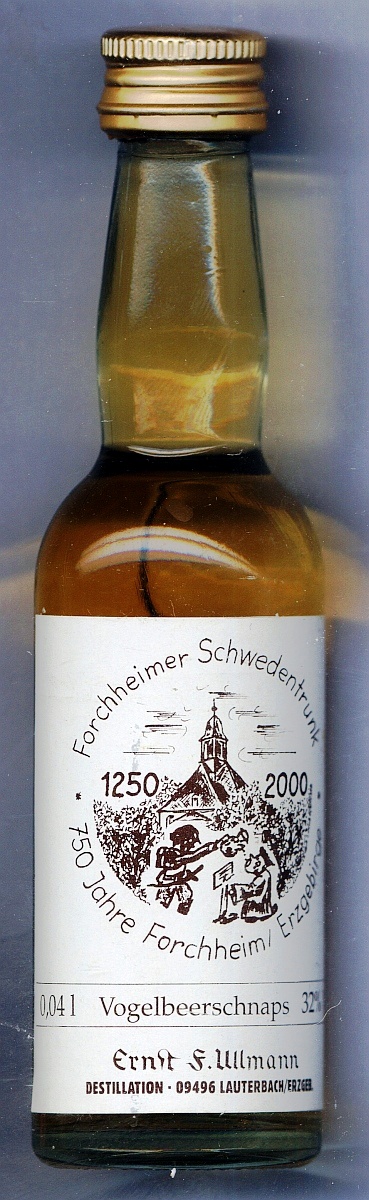 Forchheimer Schwedentrunk
1250 2000
* 750 Jahre Forchheim/Erzgebirge *
0,04 l Vogelbeerschnaps 32%
Ernst F. Ullmann
DESTILLATION · 09496 LAUTERBACH/ERZGEB.